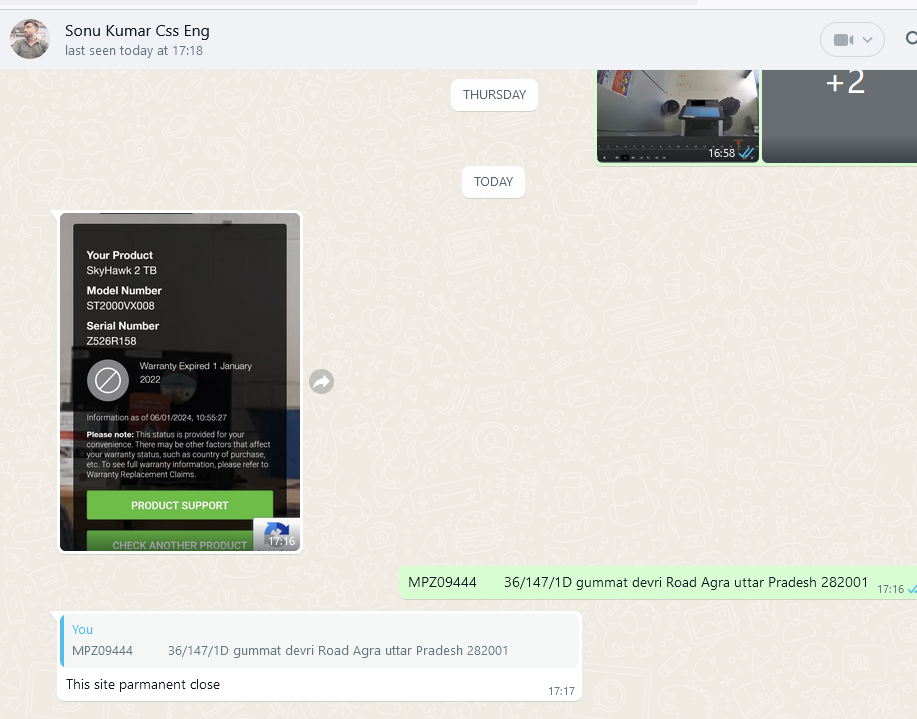 Sonu Kumar Css Eng
last seen today at 17:18
THURSDAY
+2
16:58
TODAY
Your Product
SkyHawk 2 TB
Model Number
ST2000VX008
Serial Number
Z526R158
Warranty Expired 1 January
2022
Information as of 06/01/2024, 10:55:27
Please note: This status is provided for your
convenience. There may be other factors that affect
your warranty status, such as country of purchase,
etc. To see full warranty information, please refer to
Warranty Replacement Claims.
PRODUCT SUPPORT
CHECK ANOTHER PRODUCT
17:16
MPZ09444 36/147/1D gummat devri Road Agra uttar Pradesh 282001
17:16
You
MPZ09444 36/147/1D gummat devri Road Agra uttar Pradesh 282001
This site parmanent close
17:17